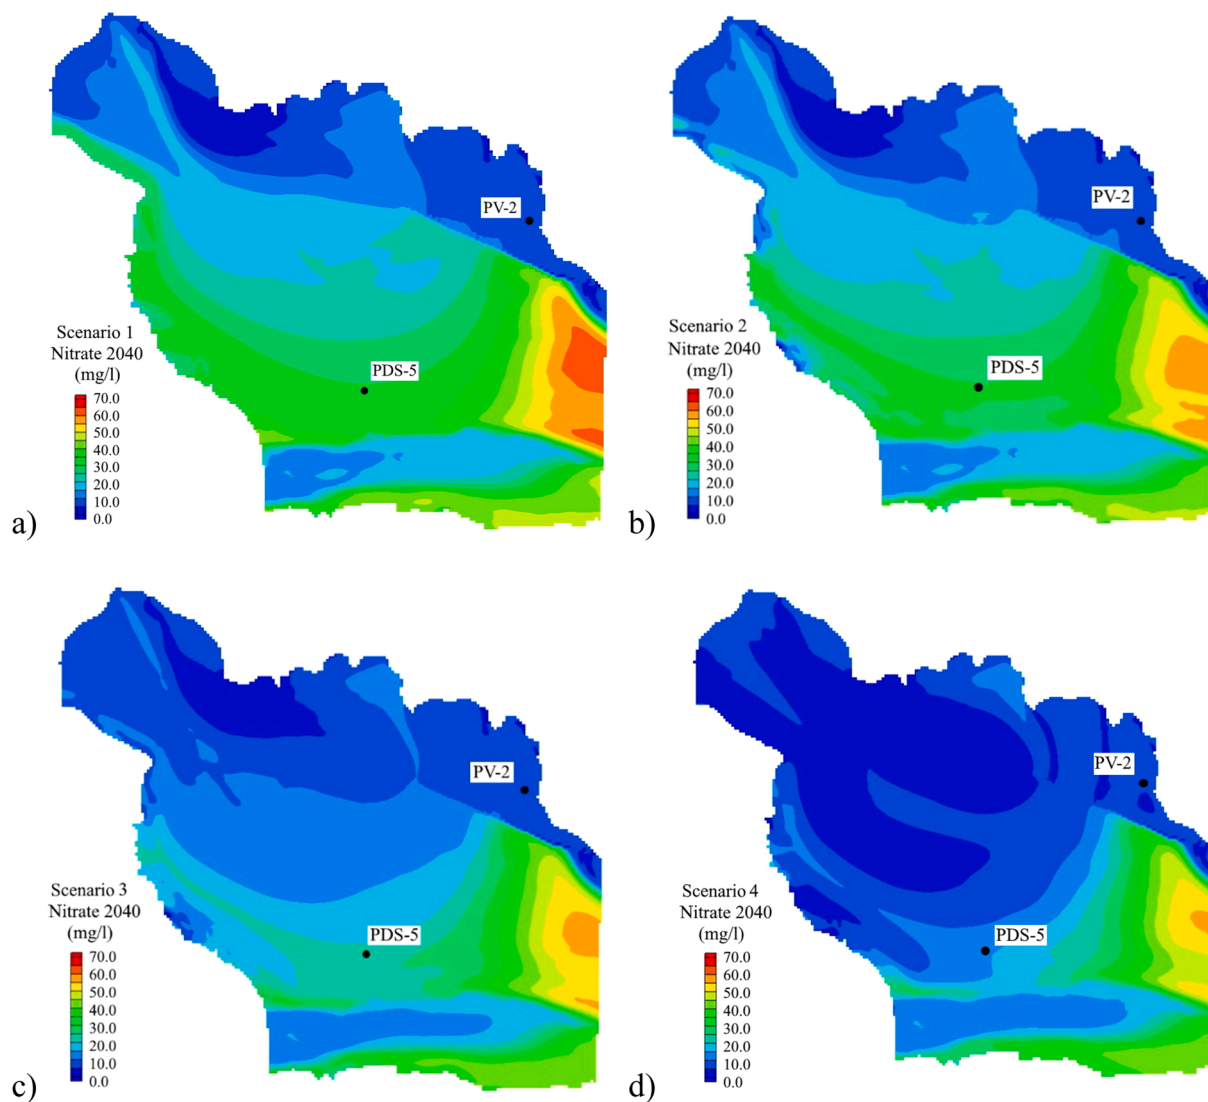 PV-2
Scenario 1
Nitrate 2040
(mg/l)
PDS-5
70.0
60.0
50.0
40.0
30.0
20.0
10.0
0.0
a)
PV-2
Scenario 2
Nitrate 2040
(mg/l)
PDS-5
70.0
60.0
50.0
40.0
30.0
20.0
10.0
0.0
b)
PV-2
Scenario 3
Nitrate 2040
(mg/l)
PDS-5
70.0
60.0
50.0
40.0
30.0
20.0
10.0
0.0
c)
PV-2
Scenario 4
Nitrate 2040
(mg/l)
PDS-5
70.0
60.0
50.0
40.0
30.0
20.0
10.0
0.0
d)